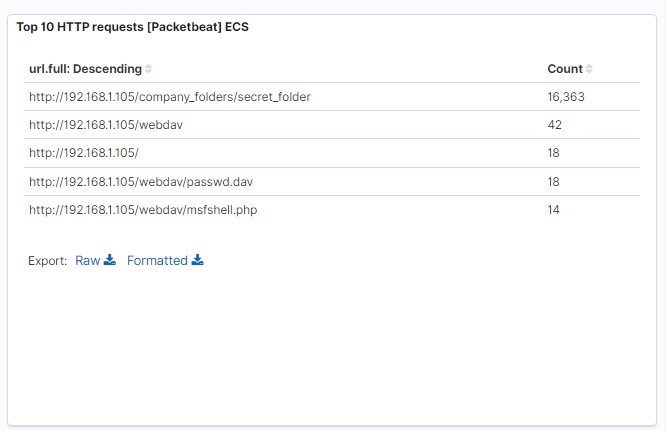 Top 10 HTTP requests [Packetbeat] ECS
url.full: Descending Count
http://192.168.1.105/company_folders/secret_folder 16,363
http://192.168.1.105/webdav 42
http://192.168.1.105/ 18
http://192.168.1.105/webdav/passwd.dav 18
http://192.168.1.105/webdav/msfshell.php 14
Export: Raw Formatted